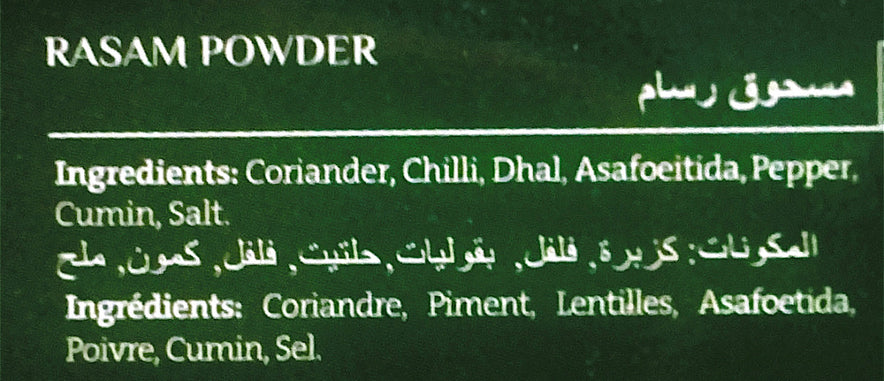 RASAM POWDER
مسحوق رسام
Ingredients: Coriander, Chilli, Dhal, Asafoeitida, Pepper,
Cumin, Salt.
المكونات: كزبرة, فلفل, بقوليات, حلتيت, فلفل, كمون, ملح
Ingrédients: Coriandre, Piment, Lentilles, Asafoetida,
Poivre, Cumin, Sel.